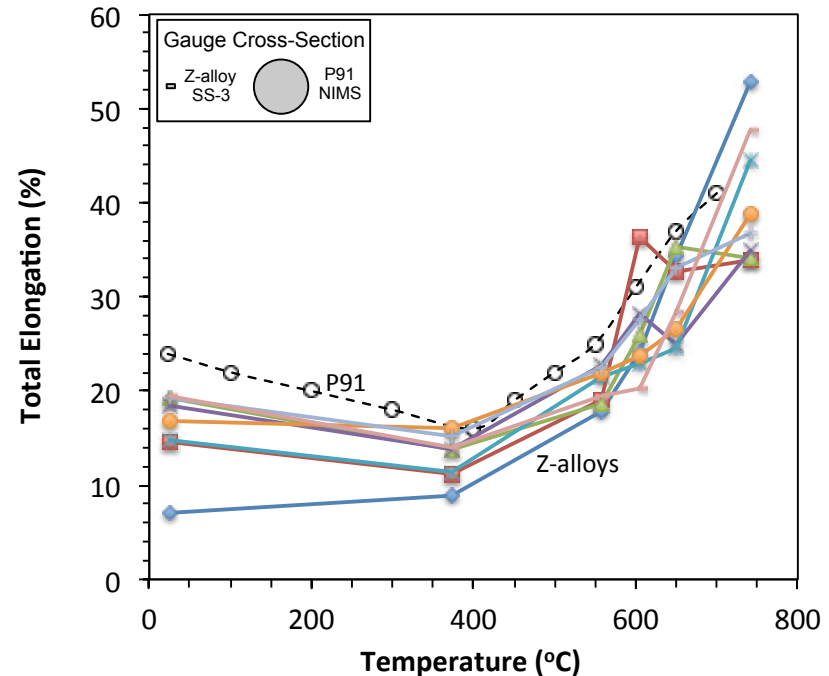 60
50
40
30
20
10
0
Total Elongation (%)
Gauge Cross-Section
Z-alloy
SS-3
P91
NIMS
P91
Z-alloys
0
200
400
600
800
Temperature (°C)